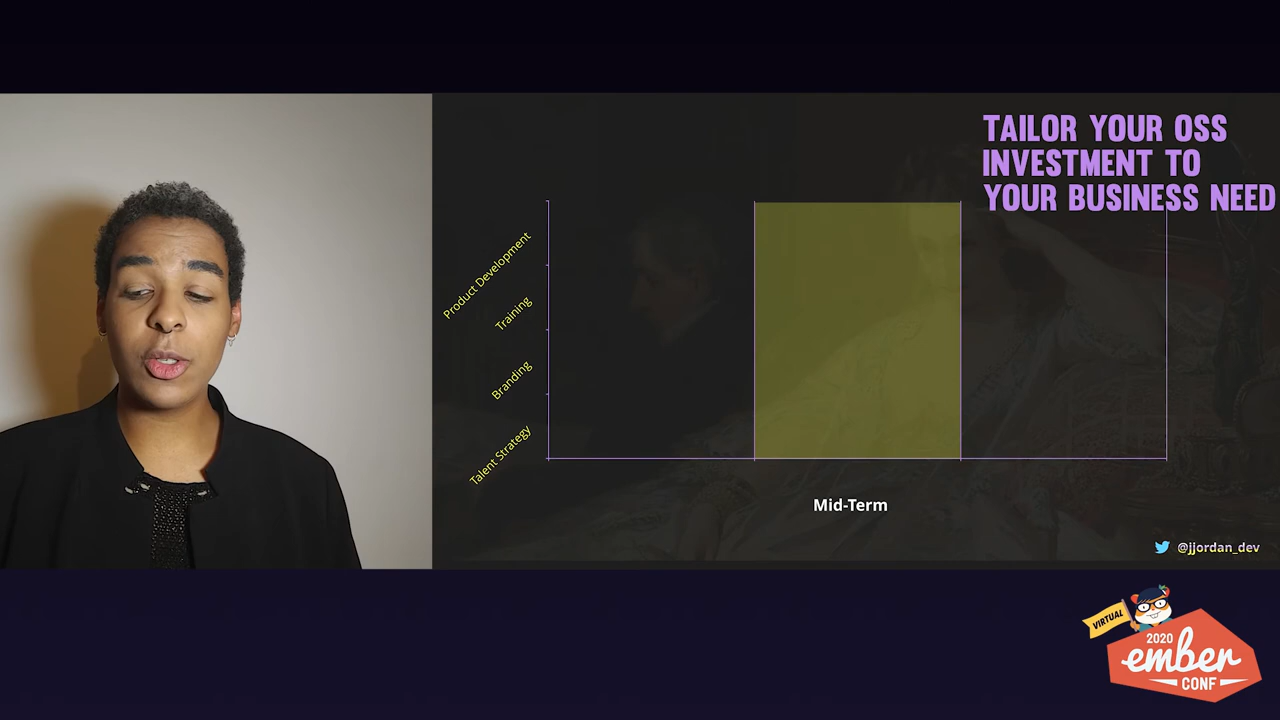 TAILOR YOUR OSS
INVESTMENT TO
YOUR BUSINESS NEED
Product Development
Training
Branding
Talent Strategy
Mid-Term
@jjordan_dev
VIRTUAL
2020
ember
CONF